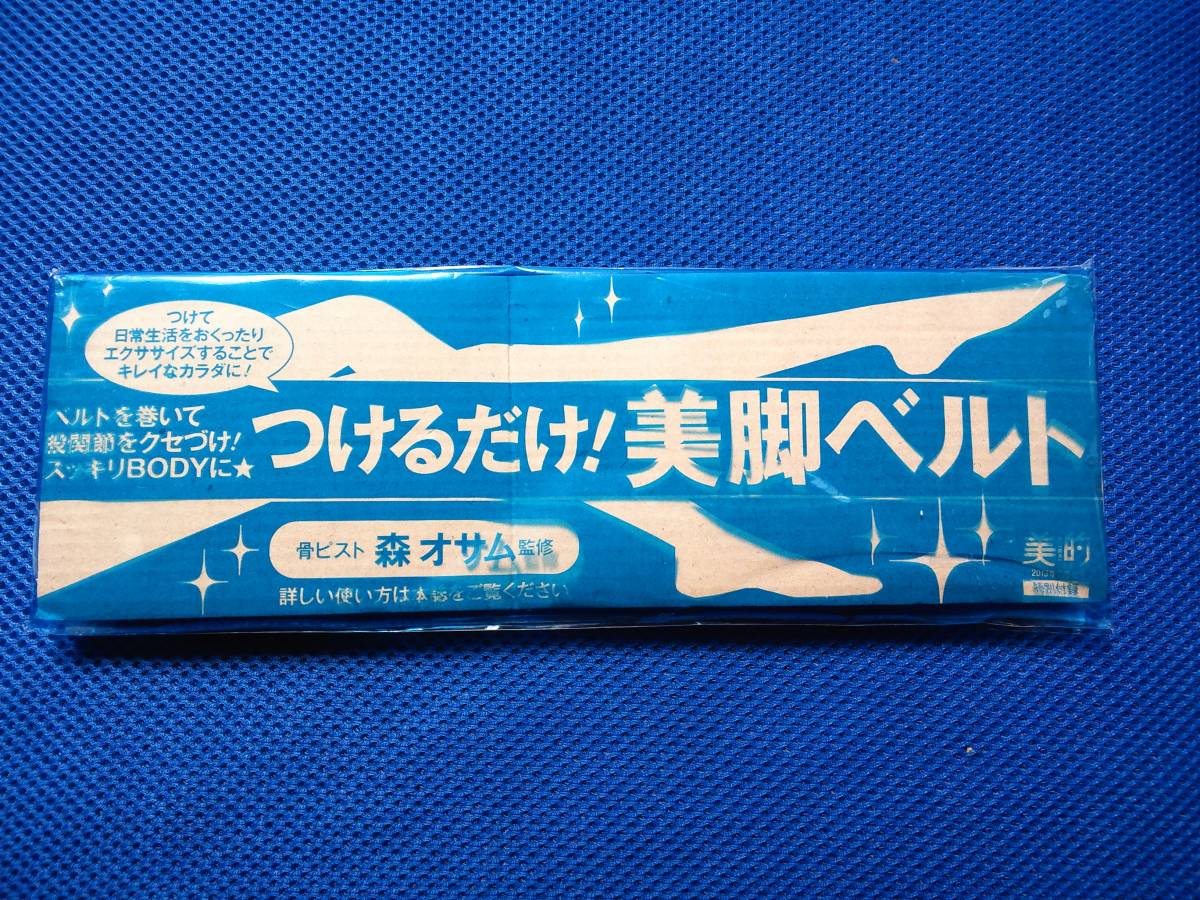 つけて
日常生活をおくったり
エクササイズすることで
キレイなカラダに!
ベルトを巻いて
股関節をクセづけ!
スッキリBODYに★
つけるだけ!美脚ベルト
骨ピスト 森 オサム 監修
詳しい使い方は本誌をご覧ください
美的
特別付録